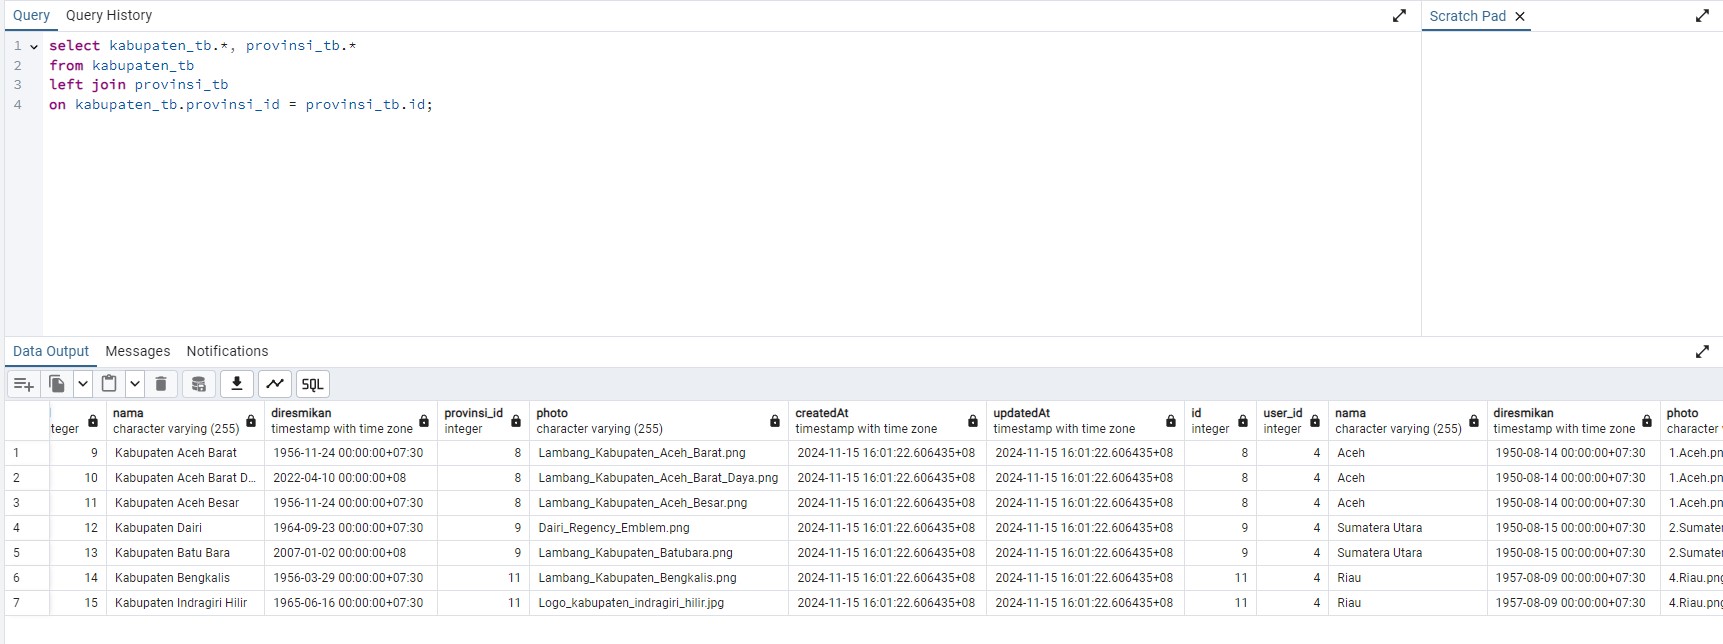 Query Query History Scratch Pad
1 select kabupaten_tb.*, provinsi_tb.*
2 from kabupaten_tb
3 left join provinsi_tb
4 on kabupaten_tb.provinsi_id = provinsi_tb.id;
Data Output Messages Notifications
SQL
nama diresmikan provinsi_id photo createdAt updatedAt id user_id nama diresmikan photo
teger character varying (255) timestamp with time zone integer character varying (255) timestamp with time zone timestamp with time zone integer integer character varying (255) timestamp with time zone character
1 9 Kabupaten Aceh Barat 1956-11-24 00:00:00+07:30 8 Lambang_Kabupaten_Aceh_Barat.png 2024-11-15 16:01:22.606435+08 2024-11-15 16:01:22.606435+08 8 4 Aceh 1950-08-14 00:00:00+07:30 1.Aceh.pn
2 10 Kabupaten Aceh Barat D... 2022-04-10 00:00:00+08 8 Lambang_Kabupaten_Aceh_Barat_Daya.png 2024-11-15 16:01:22.606435+08 2024-11-15 16:01:22.606435+08 8 4 Aceh 1950-08-14 00:00:00+07:30 1.Aceh.pn
3 11 Kabupaten Aceh Besar 1956-11-24 00:00:00+07:30 8 Lambang_Kabupaten_Aceh_Besar.png 2024-11-15 16:01:22.606435+08 2024-11-15 16:01:22.606435+08 8 4 Aceh 1950-08-14 00:00:00+07:30 1.Aceh.pn
4 12 Kabupaten Dairi 1964-09-23 00:00:00+07:30 9 Dairi_Regency_Emblem.png 2024-11-15 16:01:22.606435+08 2024-11-15 16:01:22.606435+08 9 4 Sumatera Utara 1950-08-15 00:00:00+07:30 2.Sumate
5 13 Kabupaten Batu Bara 2007-01-02 00:00:00+08 9 Lambang_Kabupaten_Batubara.png 2024-11-15 16:01:22.606435+08 2024-11-15 16:01:22.606435+08 9 4 Sumatera Utara 1950-08-15 00:00:00+07:30 2.Sumate
6 14 Kabupaten Bengkalis 1956-03-29 00:00:00+07:30 11 Lambang_Kabupaten_Bengkalis.png 2024-11-15 16:01:22.606435+08 2024-11-15 16:01:22.606435+08 11 4 Riau 1957-08-09 00:00:00+07:30 4.Riau.png
7 15 Kabupaten Indragiri Hilir 1965-06-16 00:00:00+07:30 11 Logo_kabupaten_indragiri_hilir.jpg 2024-11-15 16:01:22.606435+08 2024-11-15 16:01:22.606435+08 11 4 Riau 1957-08-09 00:00:00+07:30 4.Riau.png